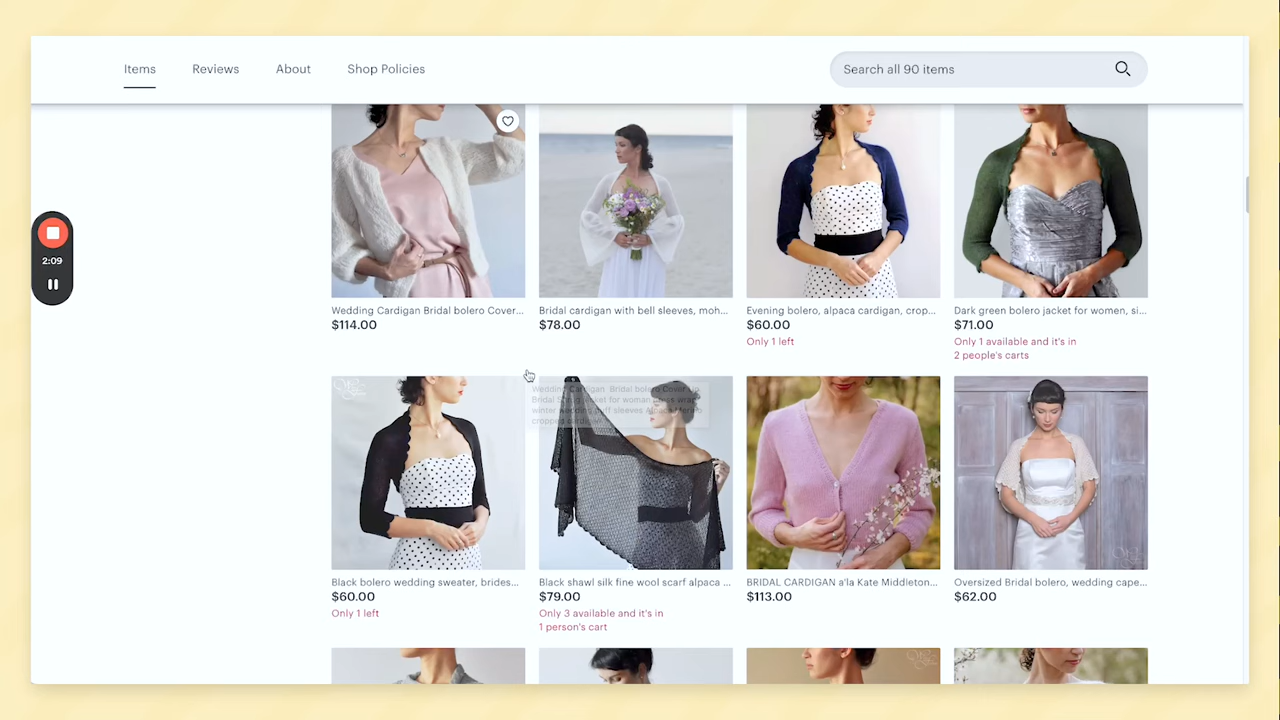 Items
Reviews
About
Shop Policies
Search all 90 items
2:09
Wedding Cardigan Bridal bolero Cover...
$114.00
Bridal cardigan with bell sleeves, moh...
$78.00
Evening bolero, alpaca cardigan, crop...
$60.00
Only 1 left
Dark green bolero jacket for women, si...
$71.00
Only 1 available and it's in
2 people's carts
Wedding Cardigan Bridal bolero Cover
Black bolero wedding sweater, brides...
$60.00
Only 1 left
Black shawl silk fine wool scarf alpaca ...
$79.00
Only 3 available and it's in
1 person's cart
BRIDAL CARDIGAN a'la Kate Middleton...
$113.00
Oversized Bridal bolero, wedding cape...
$62.00